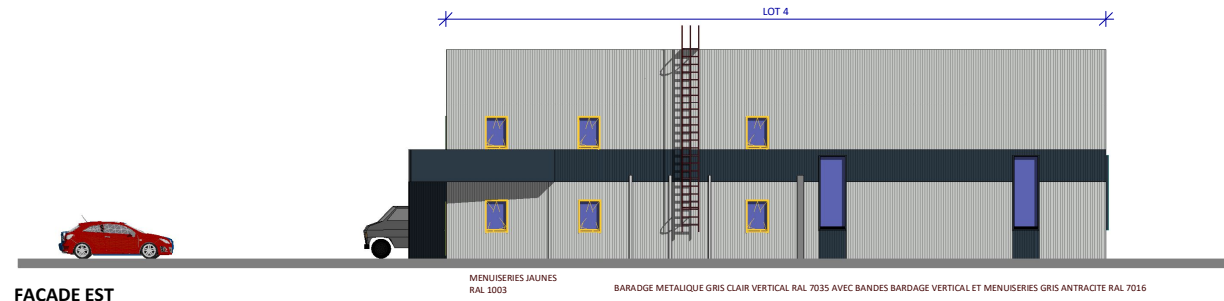 LOT 4
MENUISERIES JAUNES
RAL 1003
BARADGE METALIQUE GRIS CLAIR VERTICAL RAL 7035 AVEC BANDES BARDAGE VERTICAL ET MENUISERIES GRIS ANTRACITE RAL 7016
FACADE EST